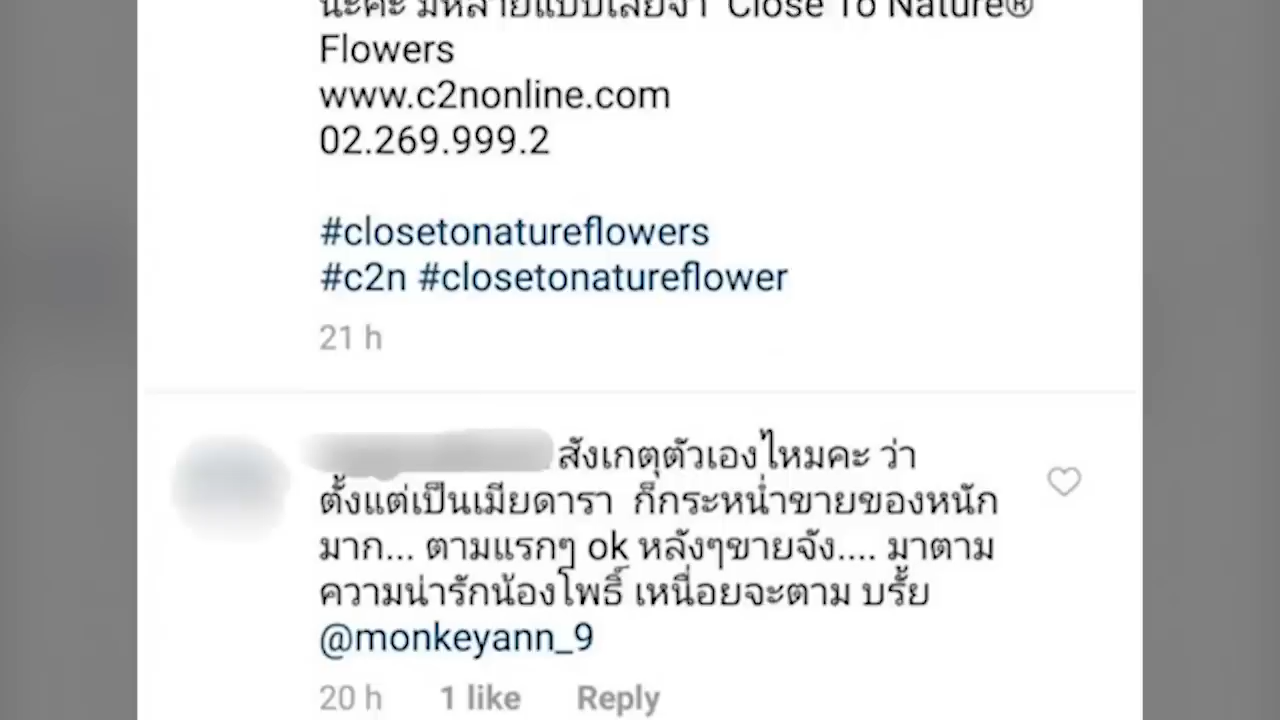 นะคะ มีหลายแบบเลยจ้า Close To Nature®
Flowers
www.c2nonline.com
02.269.999.2
#closetonatureflowers
#c2n #closetonatureflower
21 h
สังเกตุตัวเองไหมคะ ว่า
ตั้งแต่เป็นเมียดารา ก็กระหน่ำขายของหนัก
มาก... ตามแรกๆ ok หลังๆขายจัง.... มาตาม
ความน่ารักน้องโพธิ์ เหนื่อยจะตาม บรั้ย
@monkeyann_9
20 h 1 like Reply